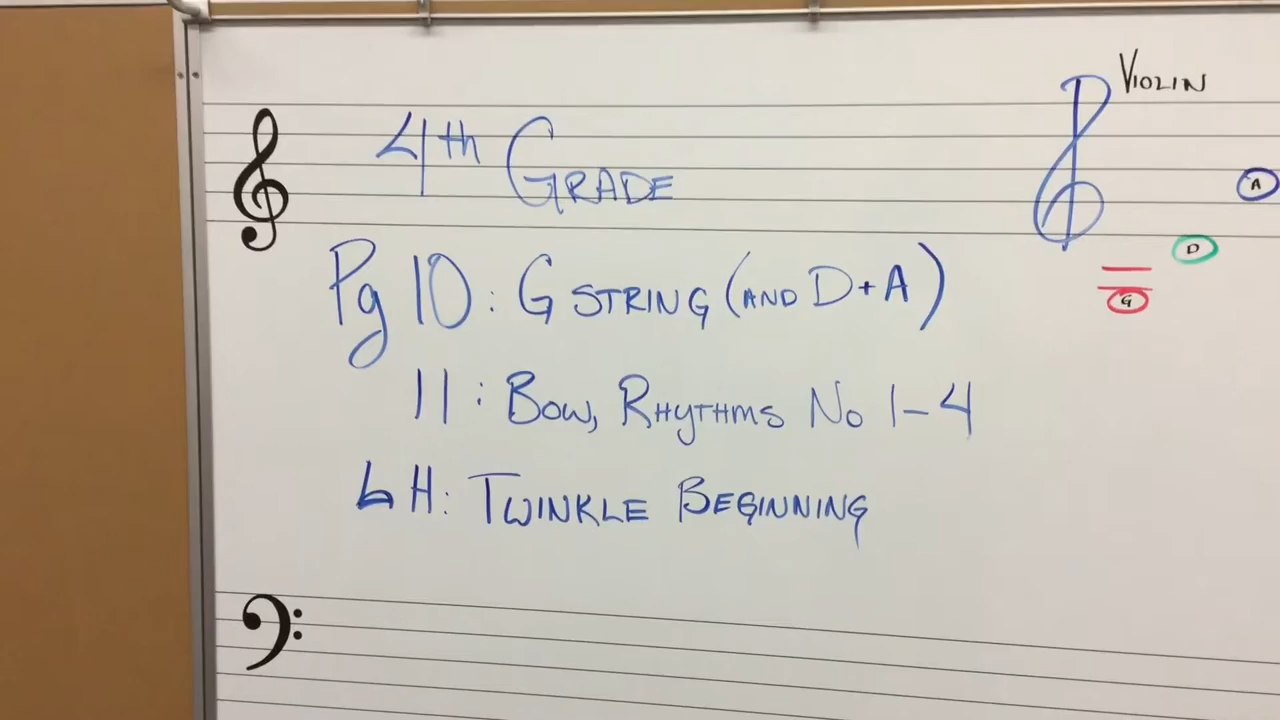 4th GRADE
Pg 10: G STRING (AND D+A)
11: BOW, RHYTHMS No 1-4
LH: TWINKLE BEGINNING
VIOLIN
A
D
G